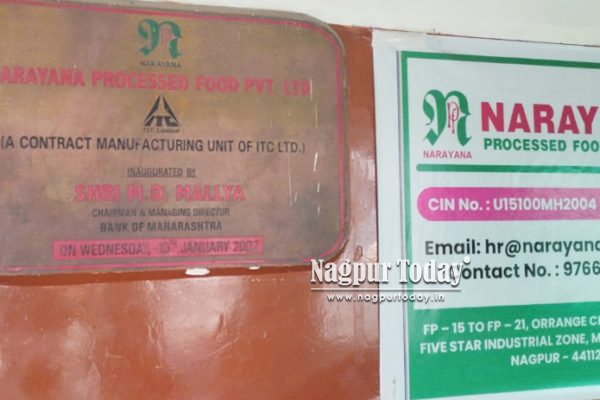 NARAYANA
ARAYANA PROCESSED FOOD PVT. LTD
ITC Limited
(A CONTRACT MANUFACTURING UNIT OF ITC LTD.)
INAUGURATED BY
SHRI M.D. MALLYA
CHAIRMAN & MANAGING DIRECTOR
BANK OF MAHARASHTRA
ON WEDNESDAY, 10TH JANUARY 2007
NARAYANA
NARAY
PROCESSED FOO
CIN No. : U15100MH2004
Email: hr@narayana
ontact No. : 9766
FP - 15 TO FP - 21, ORRANGE CI
FIVE STAR INDUSTRIAL ZONE, M
NAGPUR - 44112
Nagpur Today
www.nagpurtoday.in